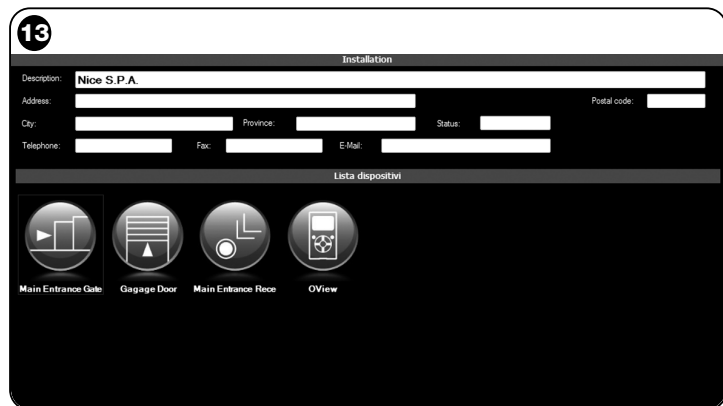 13
Installation
Description: Nice S.P.A.
Address: Postal code:
City: Province: Status:
Telephone: Fax: E-Mail:
Lista dispositivi
Main Entrance Gate Gagage Door Main Entrance Rece OView